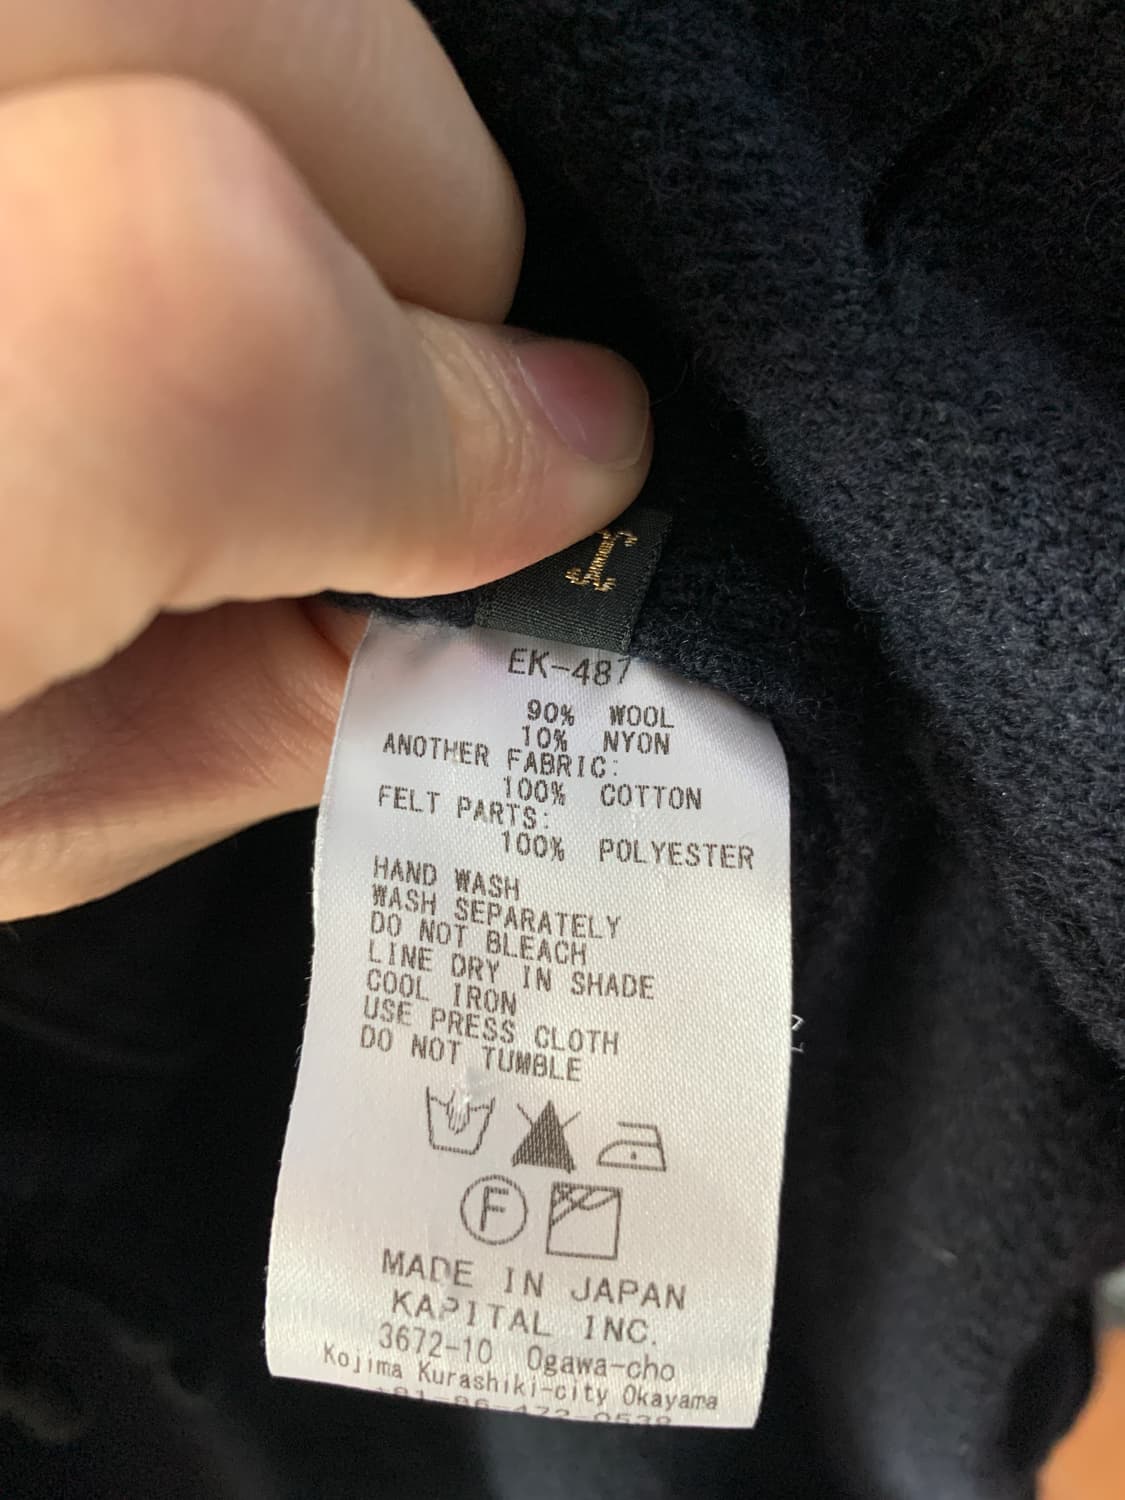 EK-487
90% WOOL
10% NYON
ANOTHER FABRIC:
100% COTTON
FELT PARTS:
100% POLYESTER
HAND WASH
WASH SEPARATELY
DO NOT BLEACH
LINE DRY IN SHADE
COOL IRON
USE PRESS CLOTH
DO NOT TUMBLE
F
MADE IN JAPAN
KAPITAL INC.
3672-10 Ogawa-cho
Kojima Kurashiki-city Okayama